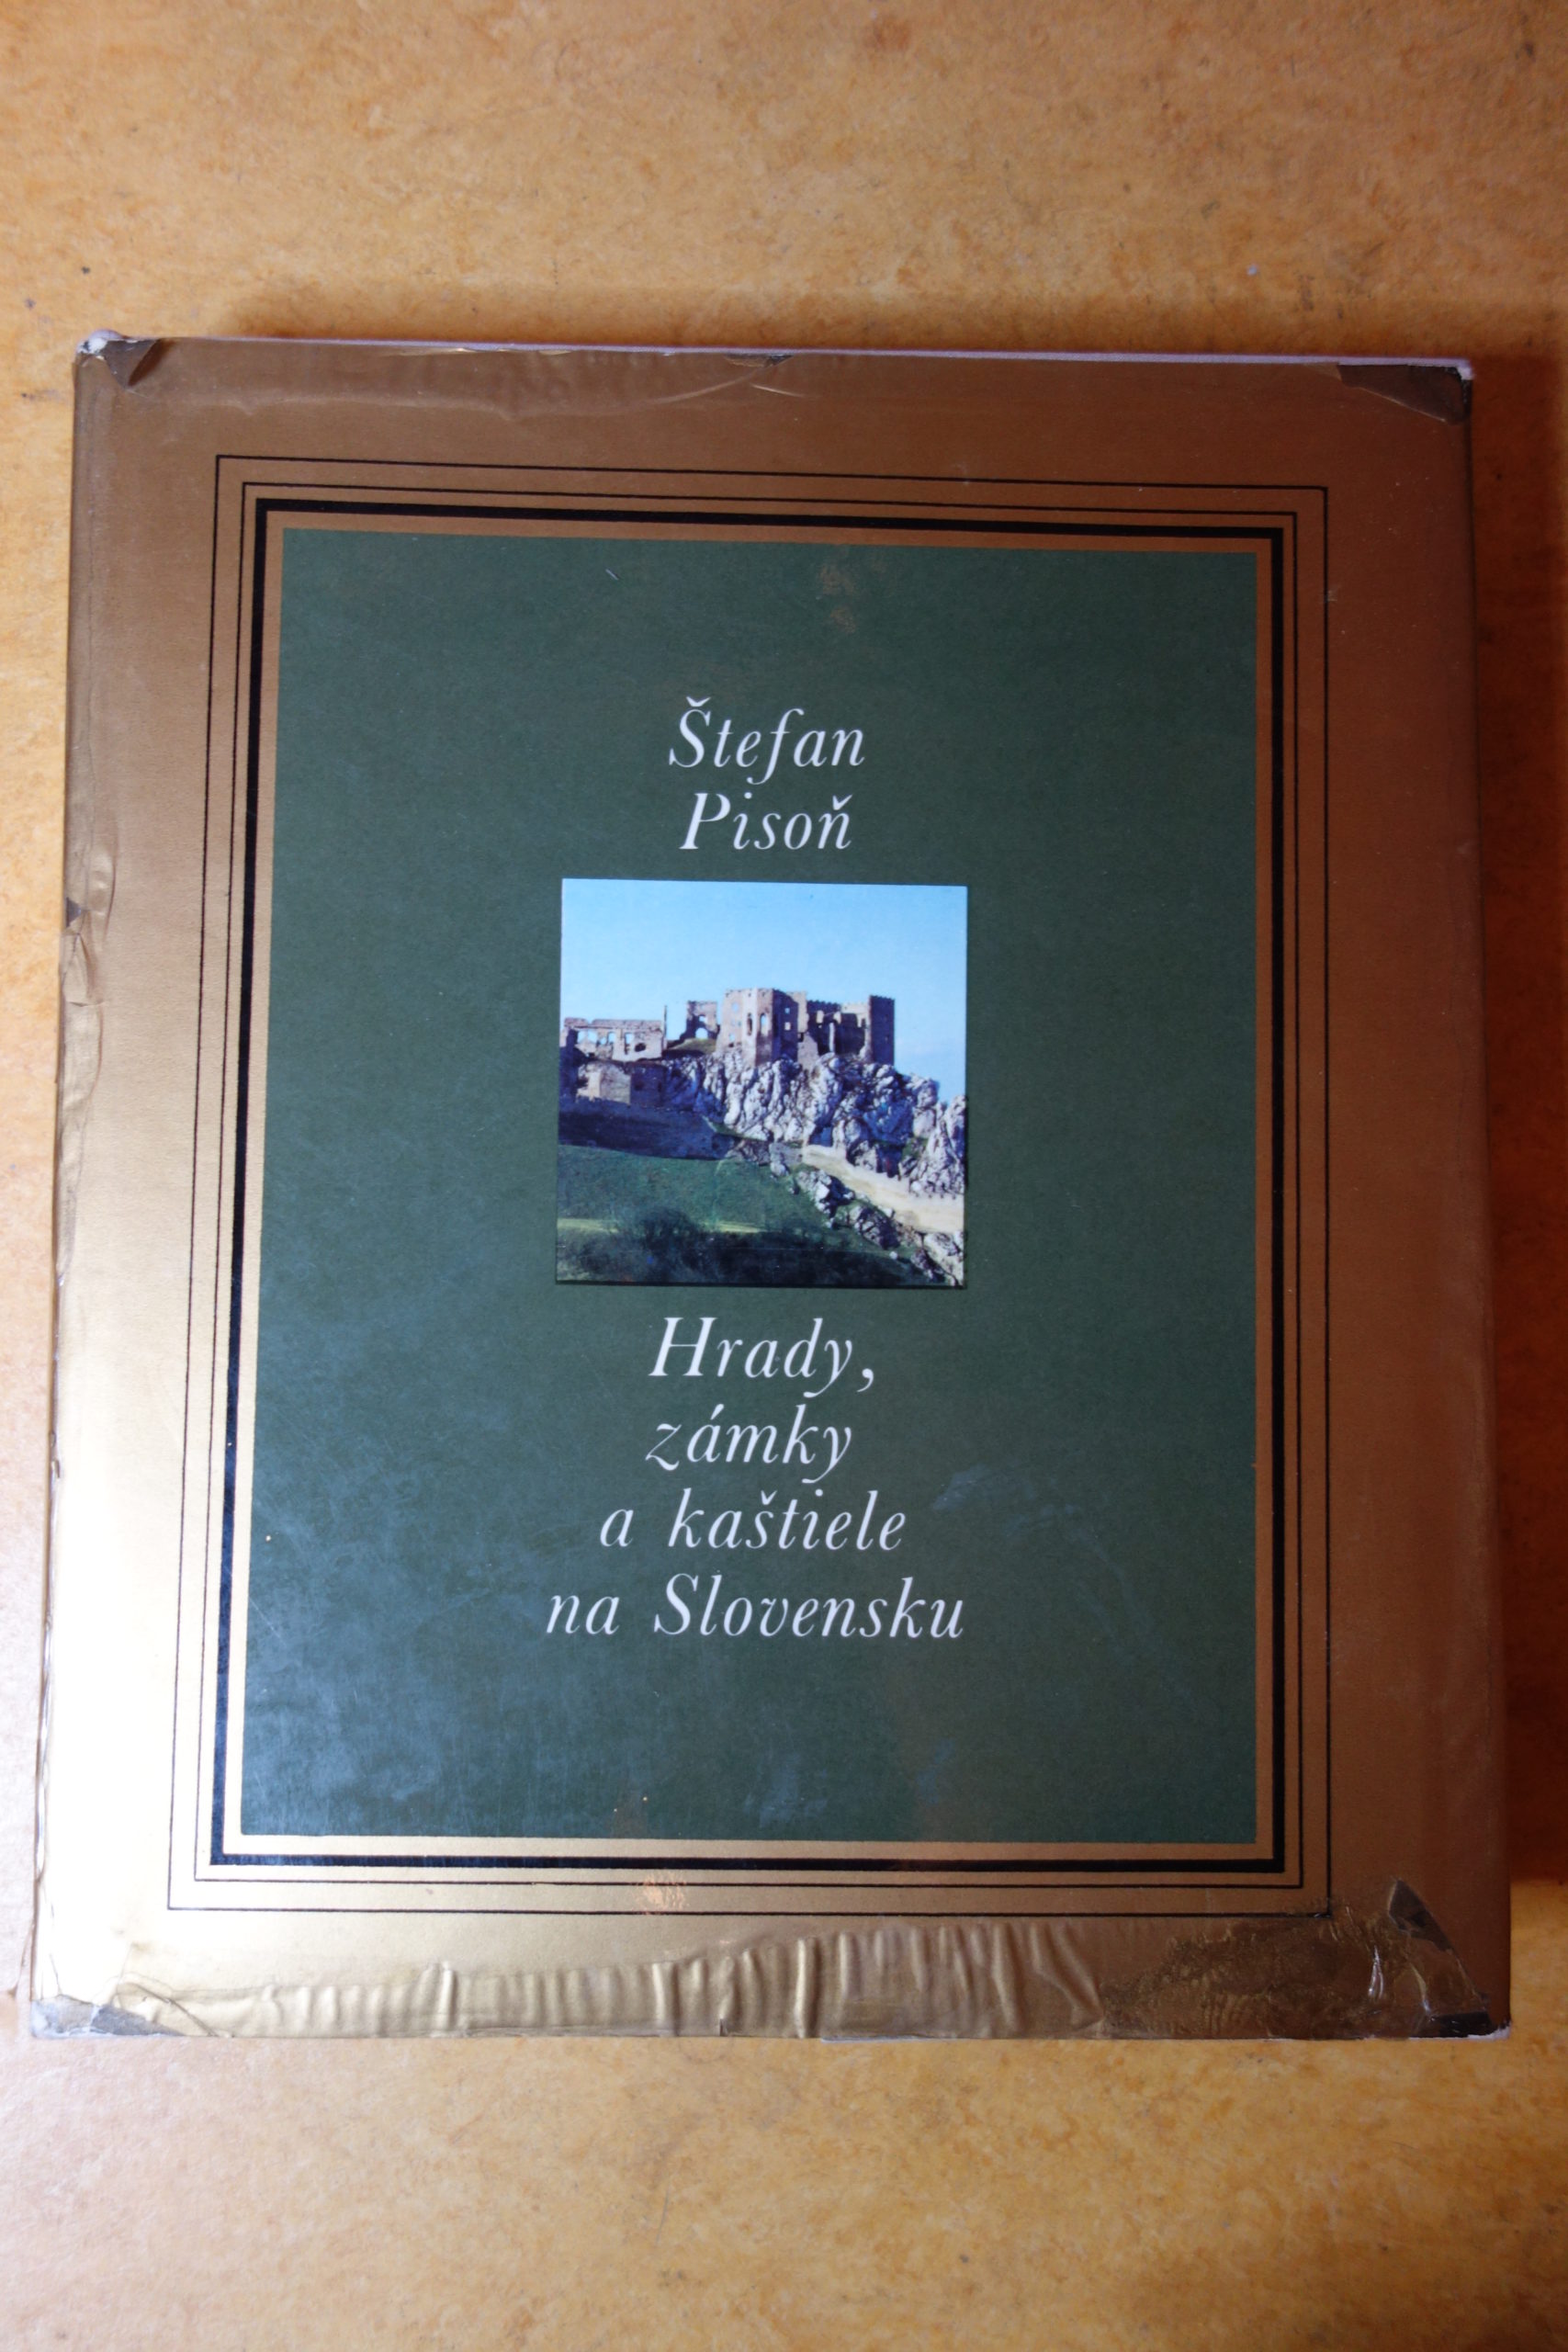 Štefan
Pisoň
Hrady,
zámky
a kaštiele
na Slovensku